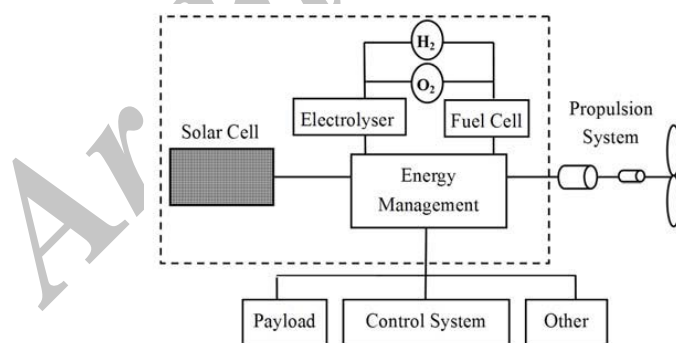 H2
O2
Electrolyser
Fuel Cell
Propulsion
System
Solar Cell
Energy
Management
Payload
Control System
Other